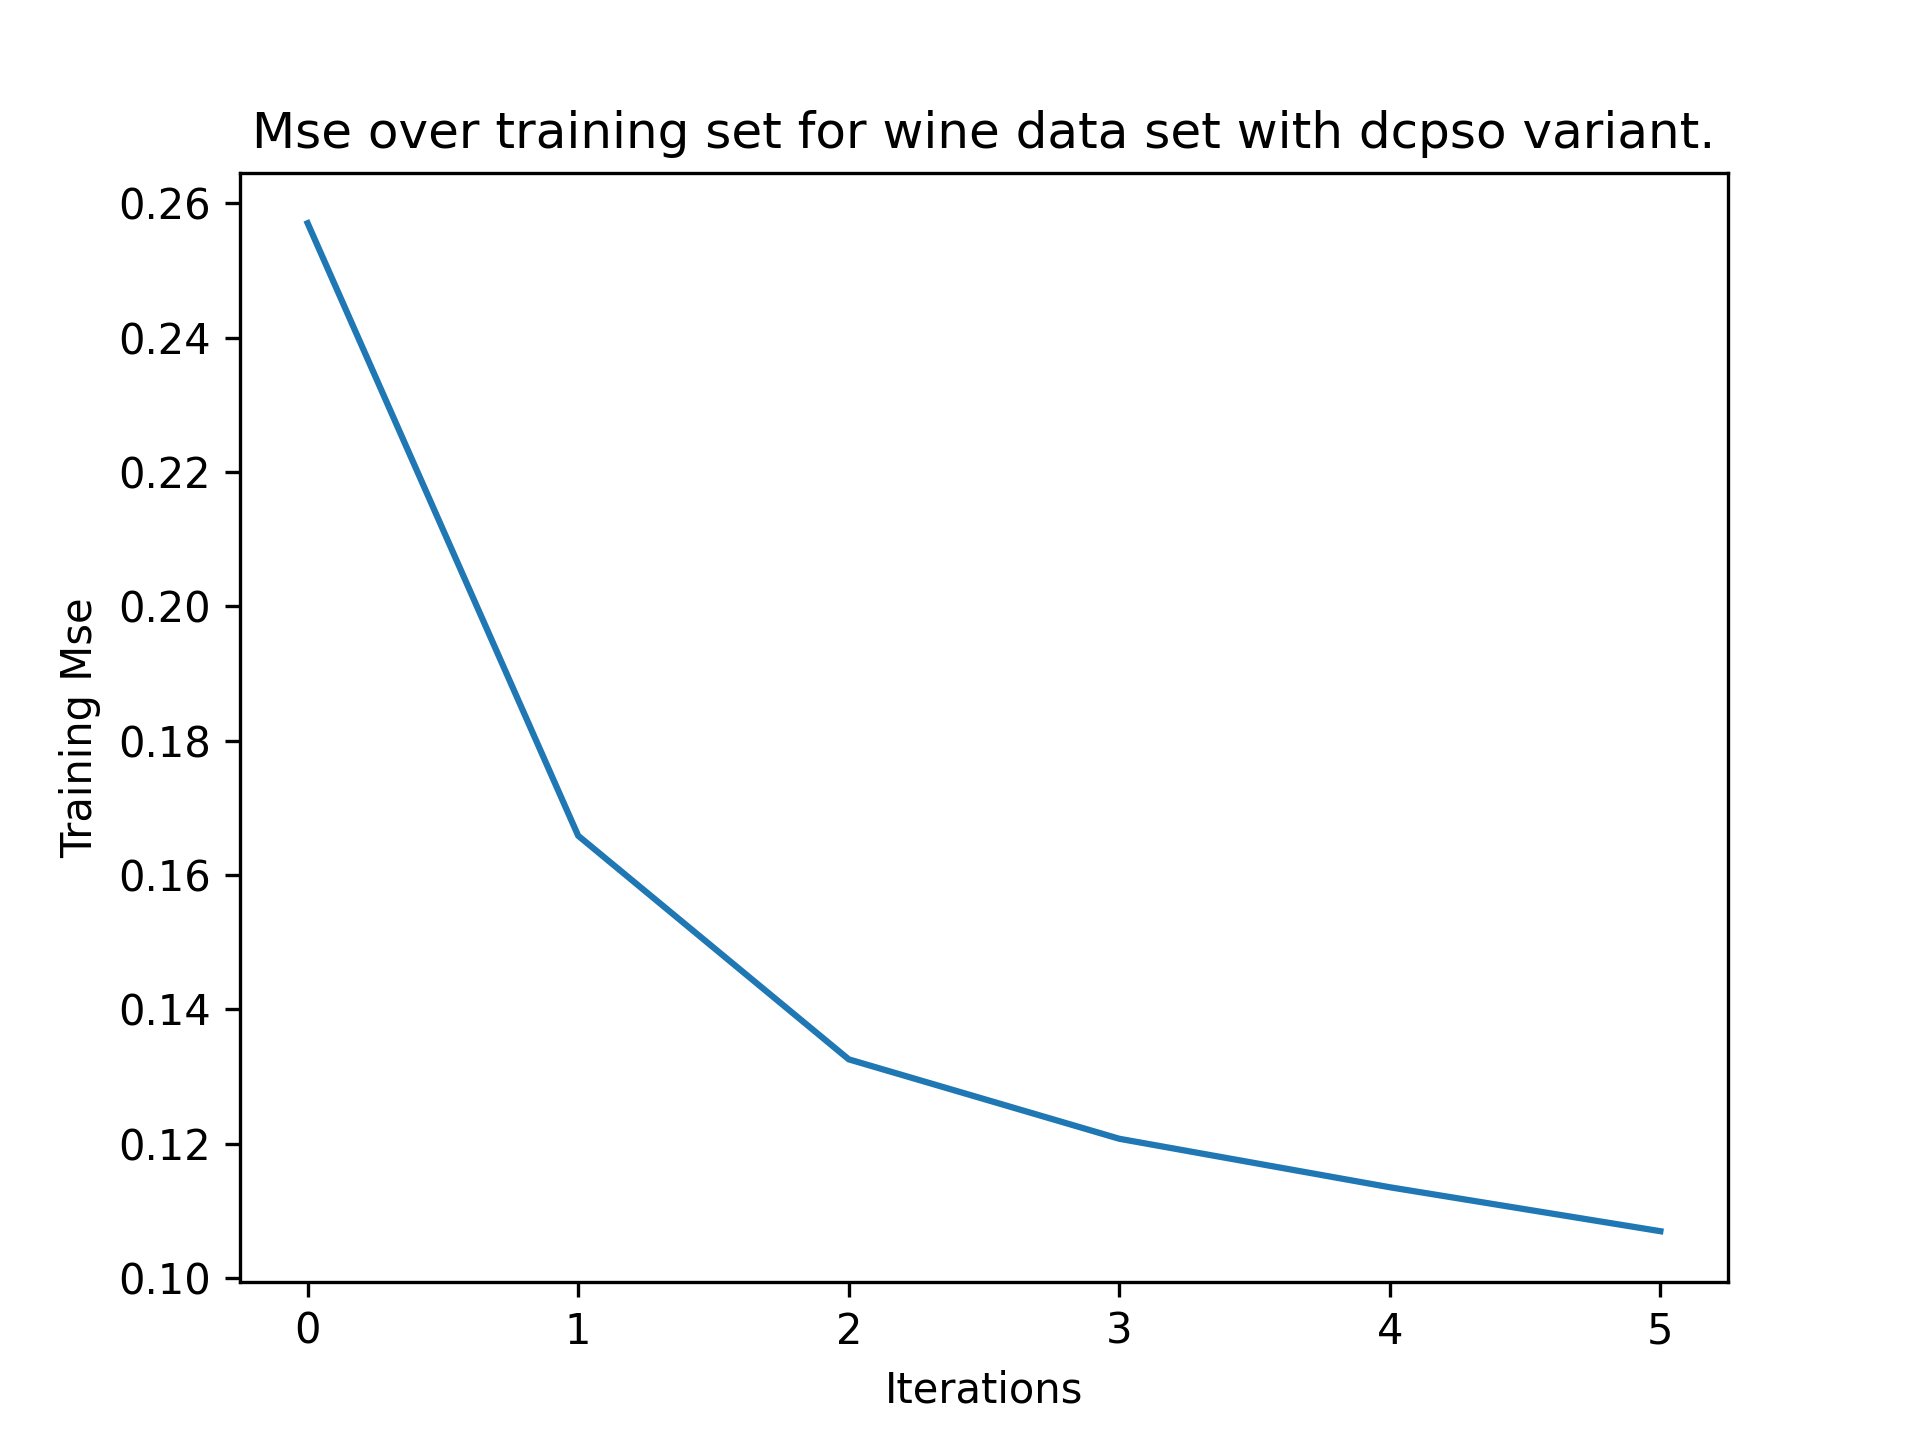 Mse over training set for wine data set with dcpso variant.
0.26
0.24
0.22
0.20
0.18
0.16
0.14
0.12
0.10
Training Mse
0 1 2 3 4 5
Iterations